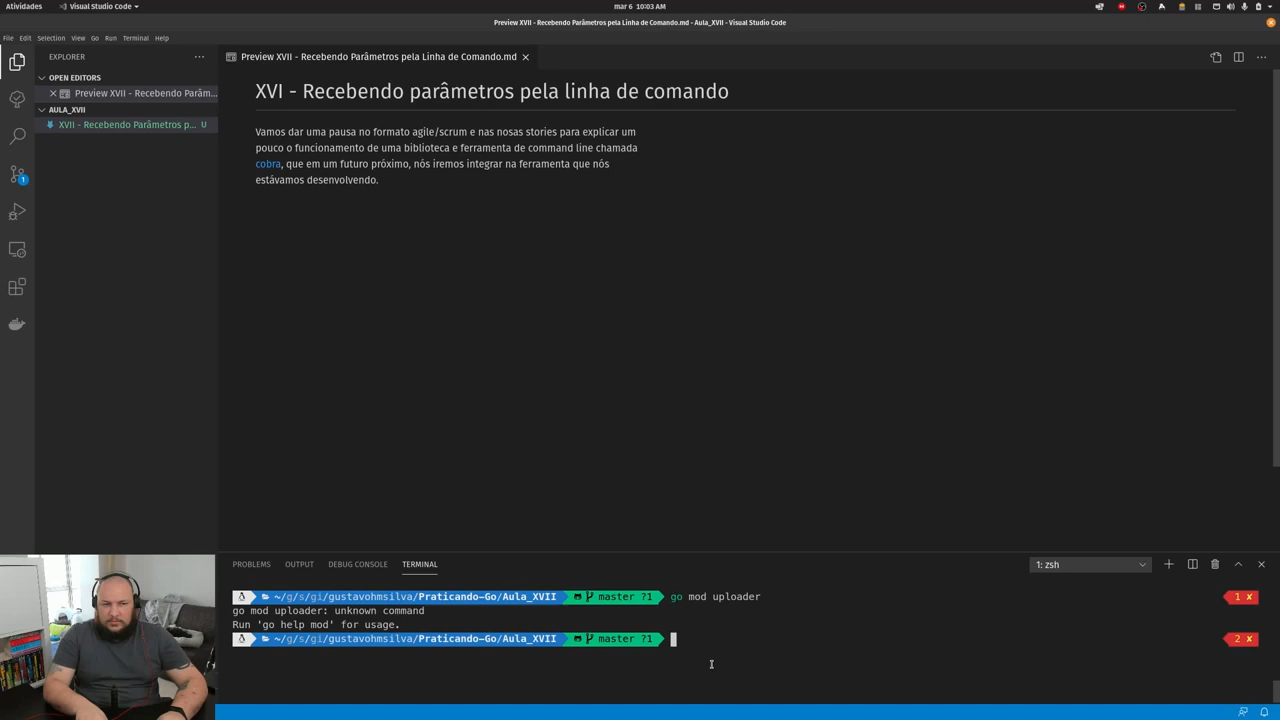 Atividades
Visual Studio Code
mar 6 10:03 AM
Preview XVII - Recebendo Parâmetros pela Linha de Comando.md - Aula_XVII - Visual Studio Code
File Edit Selection View Go Run Terminal Help
EXPLORER
Preview XVII - Recebendo Parâmetros pela Linha de Comando.md
OPEN EDITORS
Preview XVII - Recebendo Parâm...
AULA_XVII
XVII - Recebendo Parâmetros p... U
1
XVI - Recebendo parâmetros pela linha de comando
Vamos dar uma pausa no formato agile/scrum e nas nosas stories para explicar um
pouco o funcionamento de uma biblioteca e ferramenta de command line chamada
cobra, que em um futuro próximo, nós iremos integrar na ferramenta que nós
estávamos desenvolvendo.
PROBLEMS OUTPUT DEBUG CONSOLE TERMINAL
1: zsh
~/g/s/gi/gustavohmsilva/Praticando-Go/Aula_XVII master ?1 go mod uploader 1 ✘
go mod uploader: unknown command
Run 'go help mod' for usage.
~/g/s/gi/gustavohmsilva/Praticando-Go/Aula_XVII master ?1 2 ✘